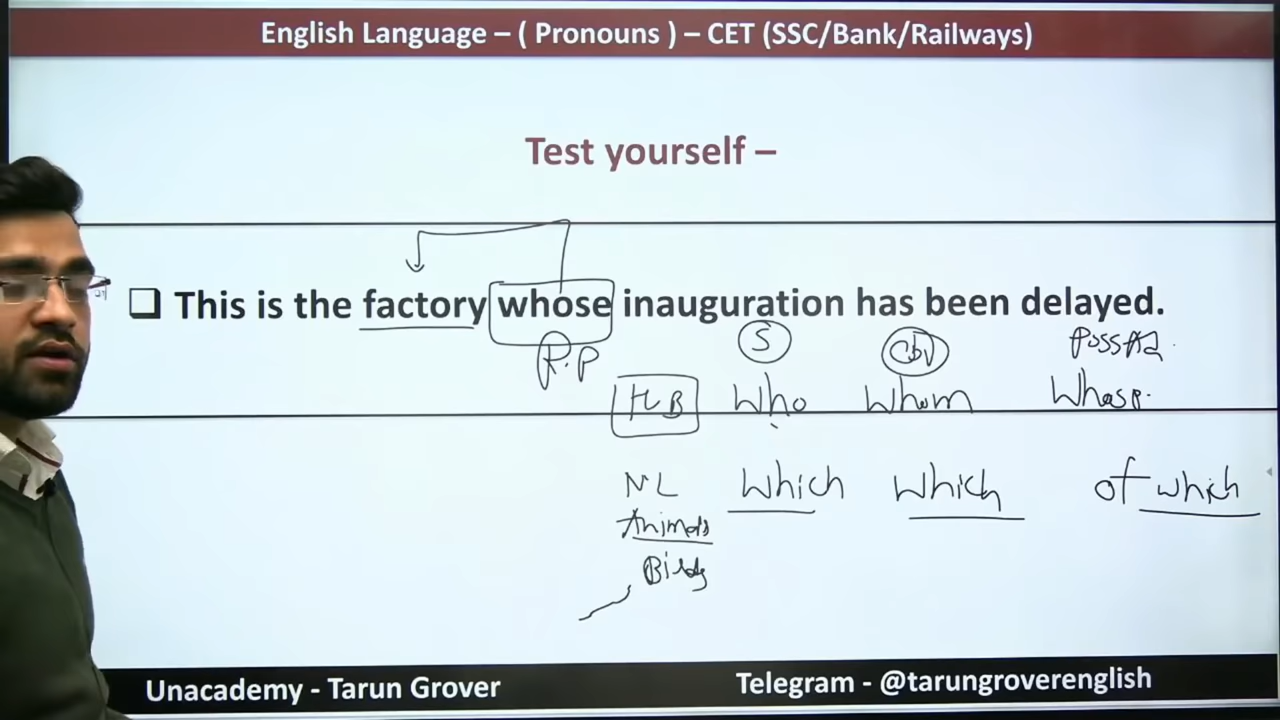 English Language – ( Pronouns ) – CET (SSC/Bank/Railways)
Test yourself –
❑ This is the factory whose inauguration has been delayed.
R.P
S
Obj
Poss
H B Who Whom Whose
NL Which Which of which
Animals
Birds
Unacademy - Tarun Grover
Telegram - @tarungroverenglish